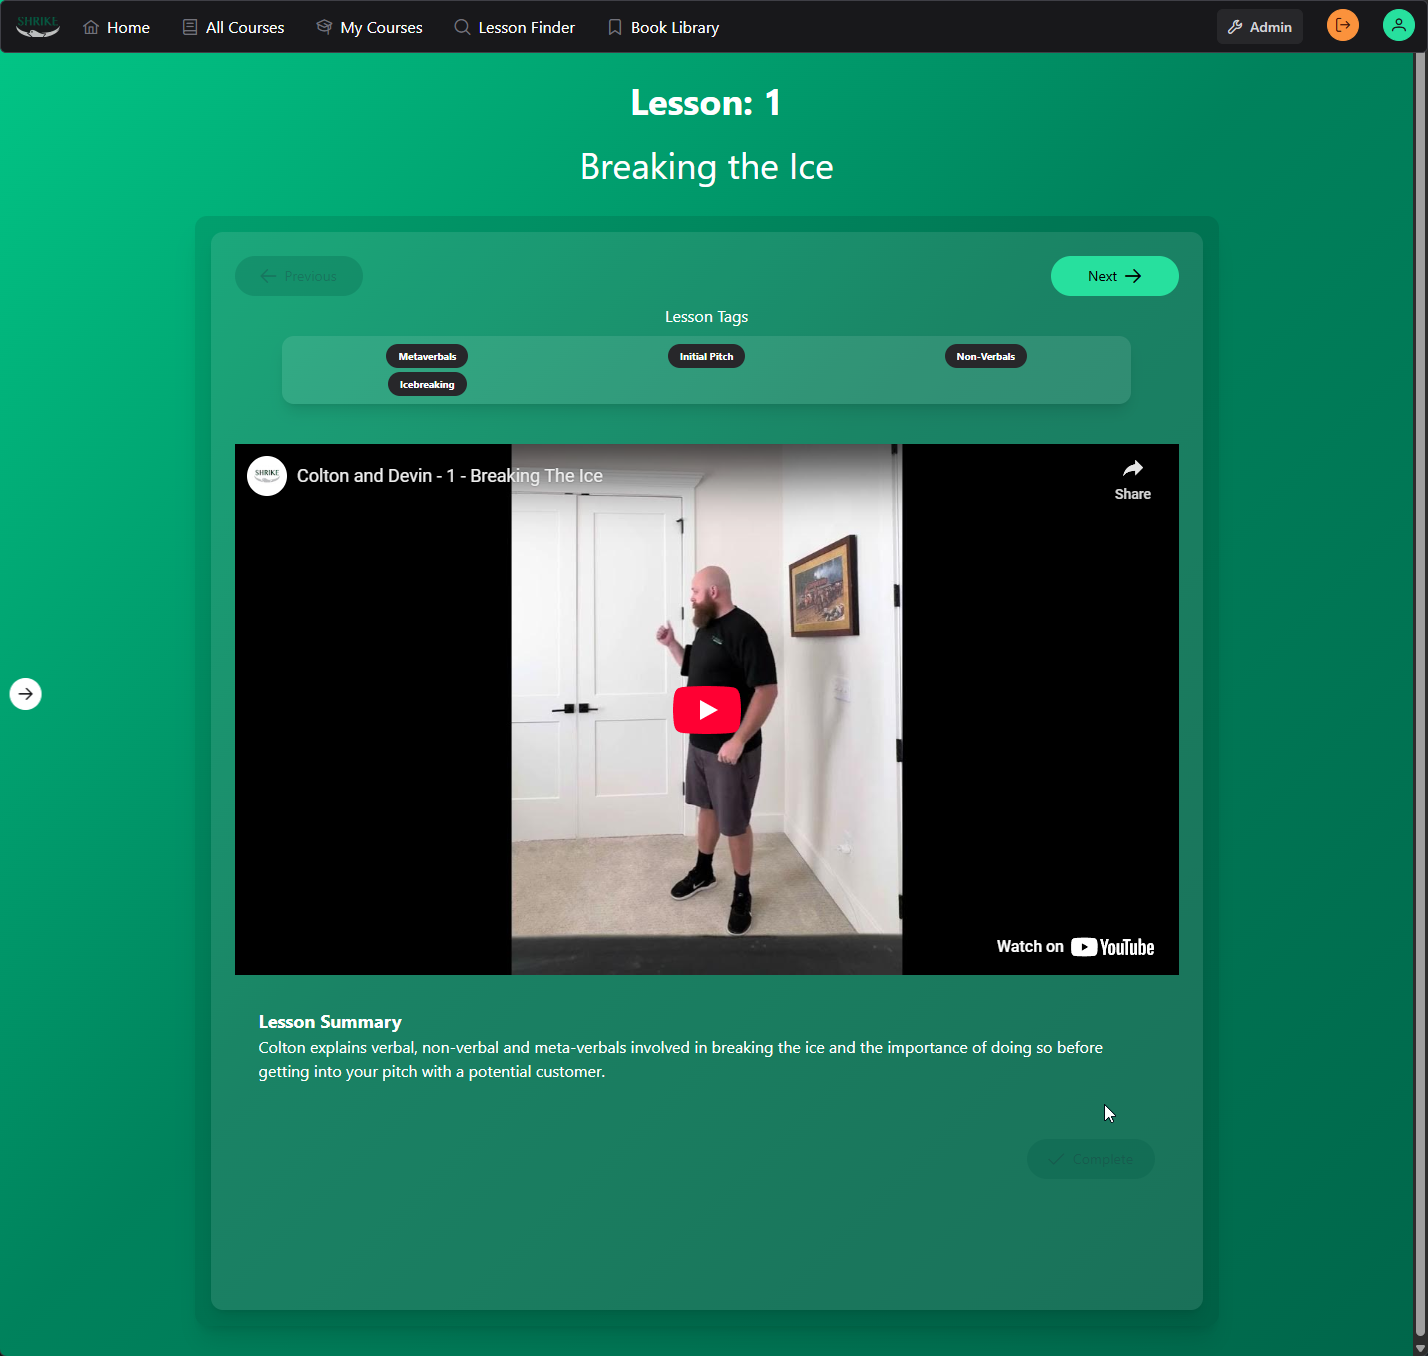 SHRIKE
Home
All Courses
My Courses
Lesson Finder
Book Library
Admin
Lesson: 1
Breaking the Ice
Previous
Next
Lesson Tags
Metaverbals
Initial Pitch
Non-Verbals
Icebreaking
SHRIKE
Colton and Devin - 1 - Breaking The Ice
Share
Watch on YouTube
Lesson Summary
Colton explains verbal, non-verbal and meta-verbals involved in breaking the ice and the importance of doing so before
getting into your pitch with a potential customer.
Complete